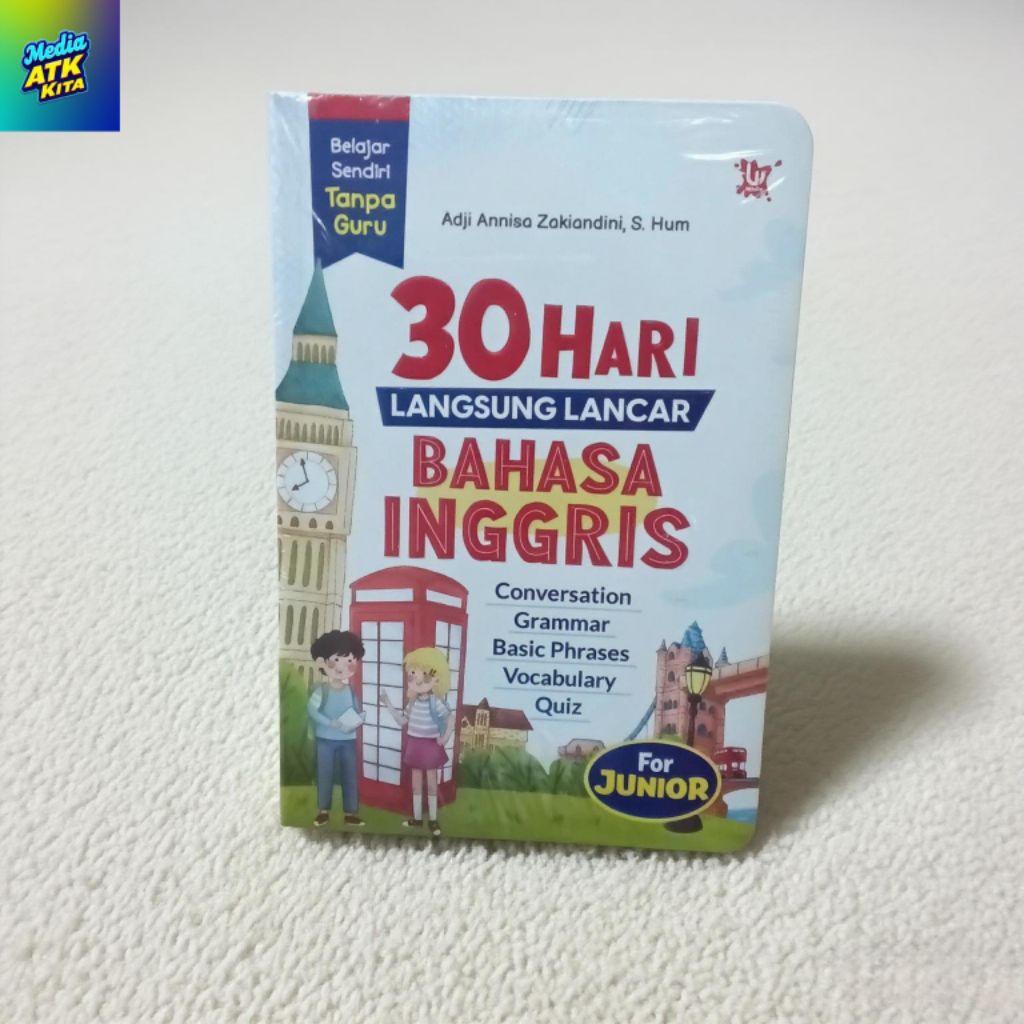 Media
ATK
KITA
Belajar
Sendiri
Tanpa
Guru
Adji Annisa Zakiandini, S. Hum
30 HARI
LANGSUNG LANCAR
BAHASA
INGGRIS
Conversation
Grammar
Basic Phrases
Vocabulary
Quiz
For
JUNIOR